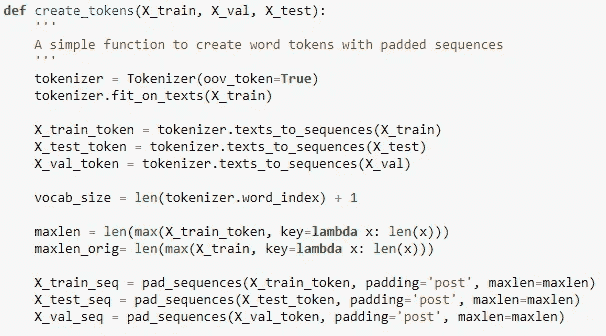 def create_tokens(X_train, X_val, X_test):
    '''
    A simple function to create word tokens with padded sequences
    '''
    tokenizer = Tokenizer(oov_token=True)
    tokenizer.fit_on_texts(X_train)

    X_train_token = tokenizer.texts_to_sequences(X_train)
    X_test_token = tokenizer.texts_to_sequences(X_test)
    X_val_token = tokenizer.texts_to_sequences(X_val)

    vocab_size = len(tokenizer.word_index) + 1

    maxlen = len(max(X_train_token, key=lambda x: len(x)))
    maxlen_orig= len(max(X_train, key=lambda x: len(x)))

    X_train_seq = pad_sequences(X_train_token, padding='post', maxlen=maxlen)
    X_test_seq = pad_sequences(X_test_token, padding='post', maxlen=maxlen)
    X_val_seq = pad_sequences(X_val_token, padding='post', maxlen=maxlen)